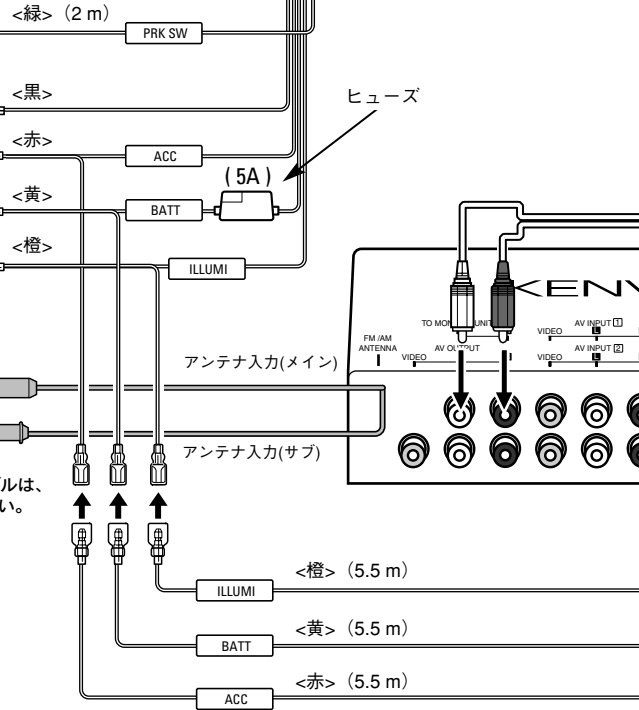 <緑>（2 m）
PRK SW
<黒>
ヒューズ
<赤>
ACC
( 5A )
<黄>
BATT
<橙>
ILLUMI
FM /AM
ANTENNA
AV OUTPUT
VIDEO
VIDEO
AV INPUT 1
L
VIDEO
AV INPUT 2
L
アンテナ入力(メイン)
アンテナ入力(サブ)
ルは、
い。
<橙>（5.5 m）
ILLUMI
<黄>（5.5 m）
BATT
<赤>（5.5 m）
ACC